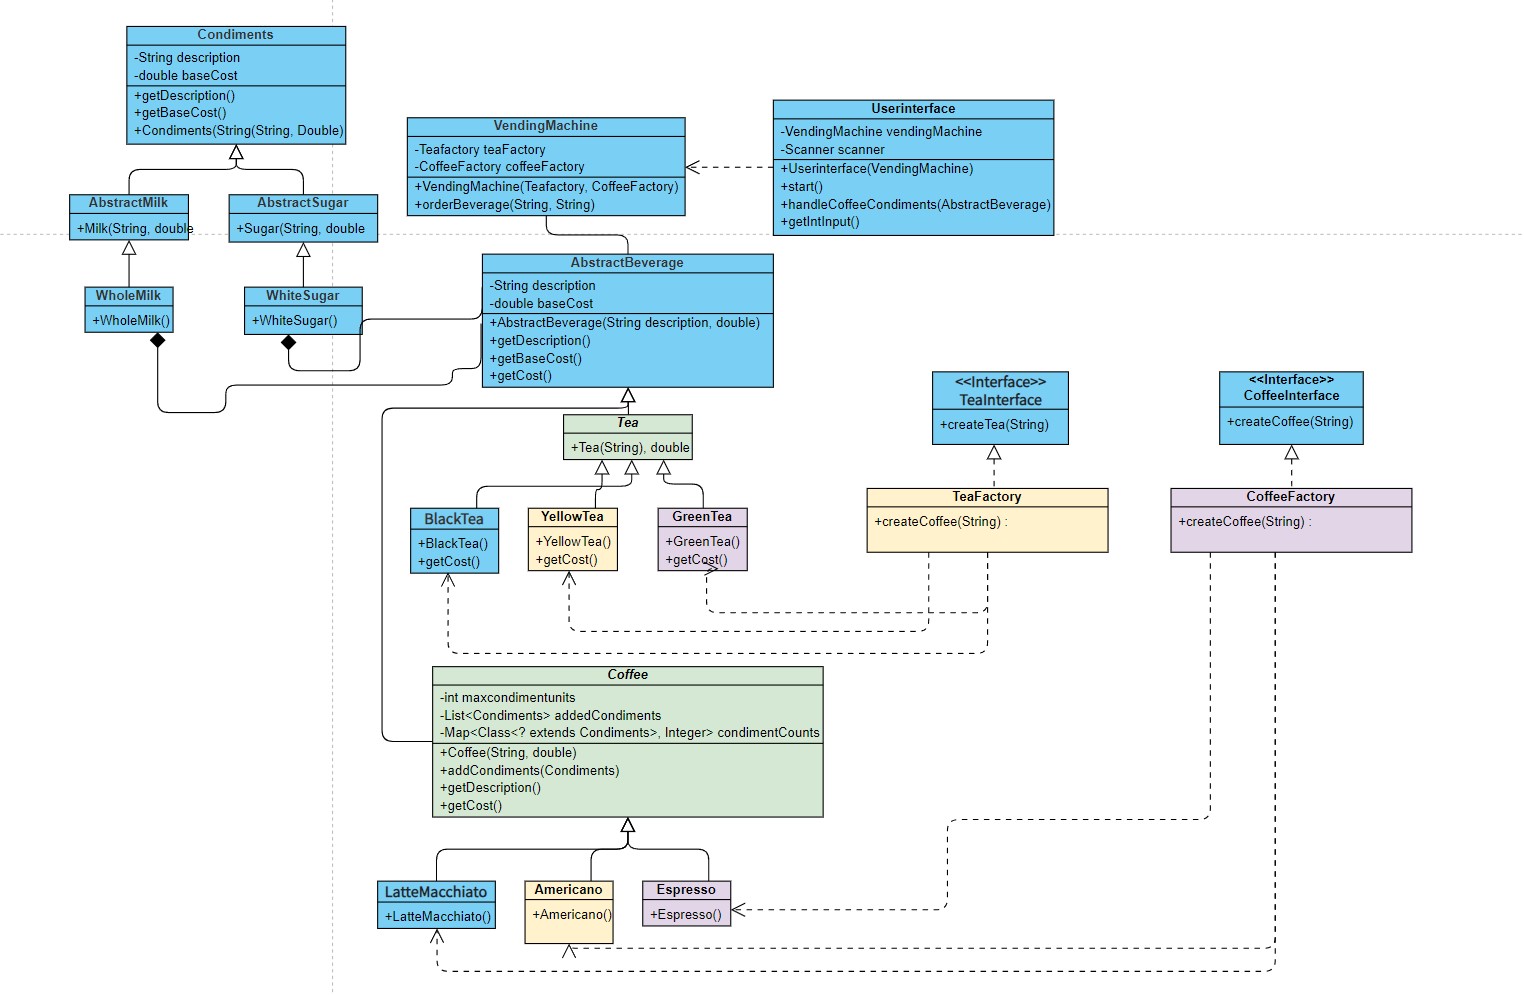 Condiments
-String description
-double baseCost
+getDescription()
+getBaseCost()
+Condiments(String(String, Double)
VendingMachine
-Teafactory teaFactory
-CoffeeFactory coffeeFactory
+VendingMachine(Teafactory, CoffeeFactory)
+orderBeverage(String, String)
Userinterface
-VendingMachine vendingMachine
-Scanner scanner
+Userinterface(VendingMachine)
+start()
+handleCoffeeCondiments(AbstractBeverage)
+getIntInput()
AbstractMilk
+Milk(String, double
AbstractSugar
+Sugar(String, double
WholeMilk
+WholeMilk()
WhiteSugar
+WhiteSugar()
AbstractBeverage
-String description
-double baseCost
+AbstractBeverage(String description, double)
+getDescription()
+getBaseCost()
+getCost()
Tea
+Tea(String), double
<<Interface>>
TeaInterface
+createTea(String)
<<Interface>>
CoffeeInterface
+createCoffee(String)
BlackTea
+BlackTea()
+getCost()
YellowTea
+YellowTea()
+getCost()
GreenTea
+GreenTea()
+getCost()
TeaFactory
+createCoffee(String) :
CoffeeFactory
+createCoffee(String) :
Coffee
-int maxcondimentunits
-List<Condiments> addedCondiments
-Map<Class<? extends Condiments>, Integer> condimentCounts
+Coffee(String, double)
+addCondiments(Condiments)
+getDescription()
+getCost()
LatteMacchiato
+LatteMacchiato()
Americano
+Americano()
Espresso
+Espresso()